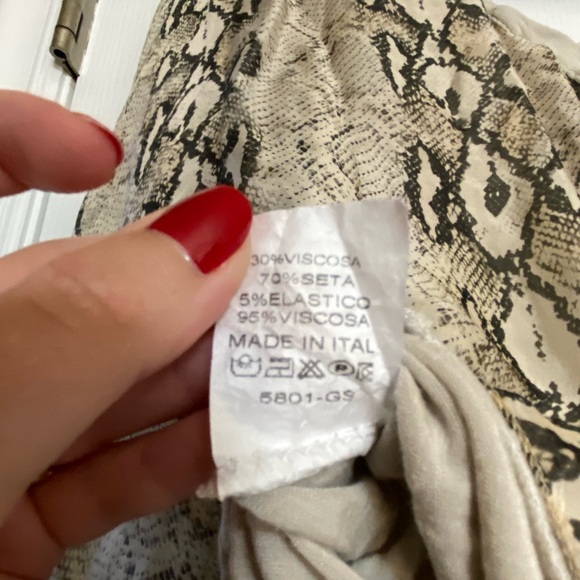 30%VISCOSA
70%SETA
5%ELASTICO
95%VISCOSA
MADE IN ITAL
5801-GS